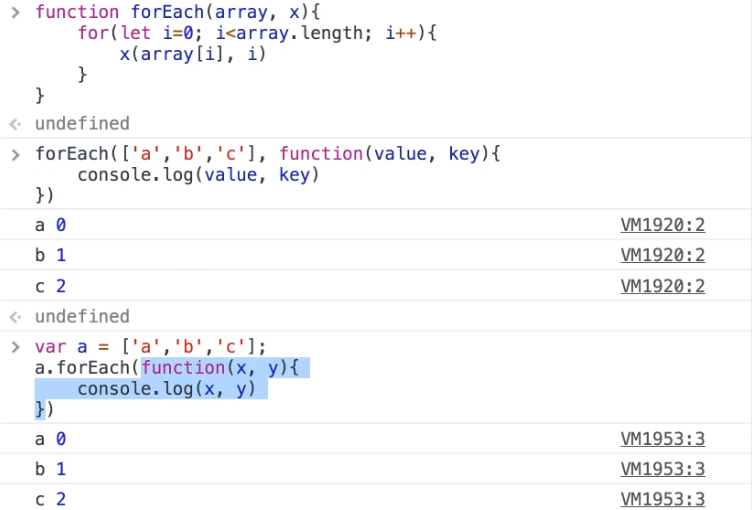 > function forEach(array, x){
    for(let i=0; i<array.length; i++){
        x(array[i], i)
    }
}
undefined
> forEach(['a','b','c'], function(value, key){
    console.log(value, key)
})
a 0 VM1920:2
b 1 VM1920:2
c 2 VM1920:2
undefined
> var a = ['a','b','c'];
a.forEach(function(x, y){
    console.log(x, y)
})
a 0 VM1953:3
b 1 VM1953:3
c 2 VM1953:3